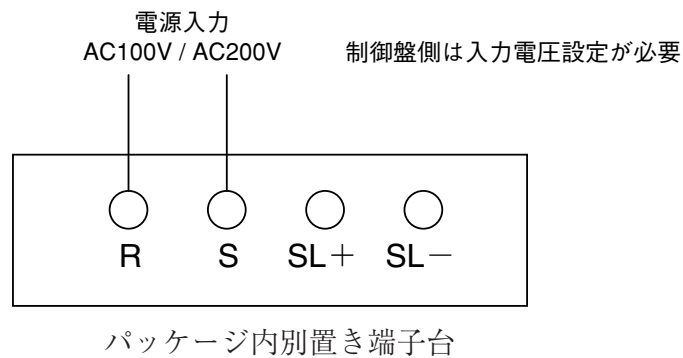 電源入力
AC100V / AC200V
制御盤側は入力電圧設定が必要
R S SL＋ SL－
パッケージ内別置き端子台